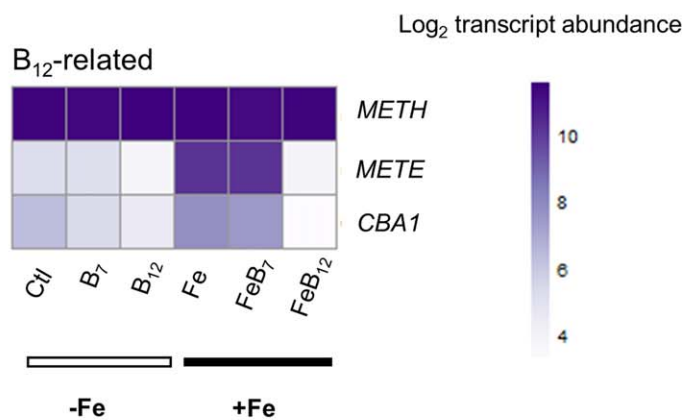 Log₂ transcript abundance
B₁₂-related
METH
METE
CBA1
10
8
6
4
Ctl
B₇
B₁₂
Fe
FeB₇
FeB₁₂
-Fe
+Fe